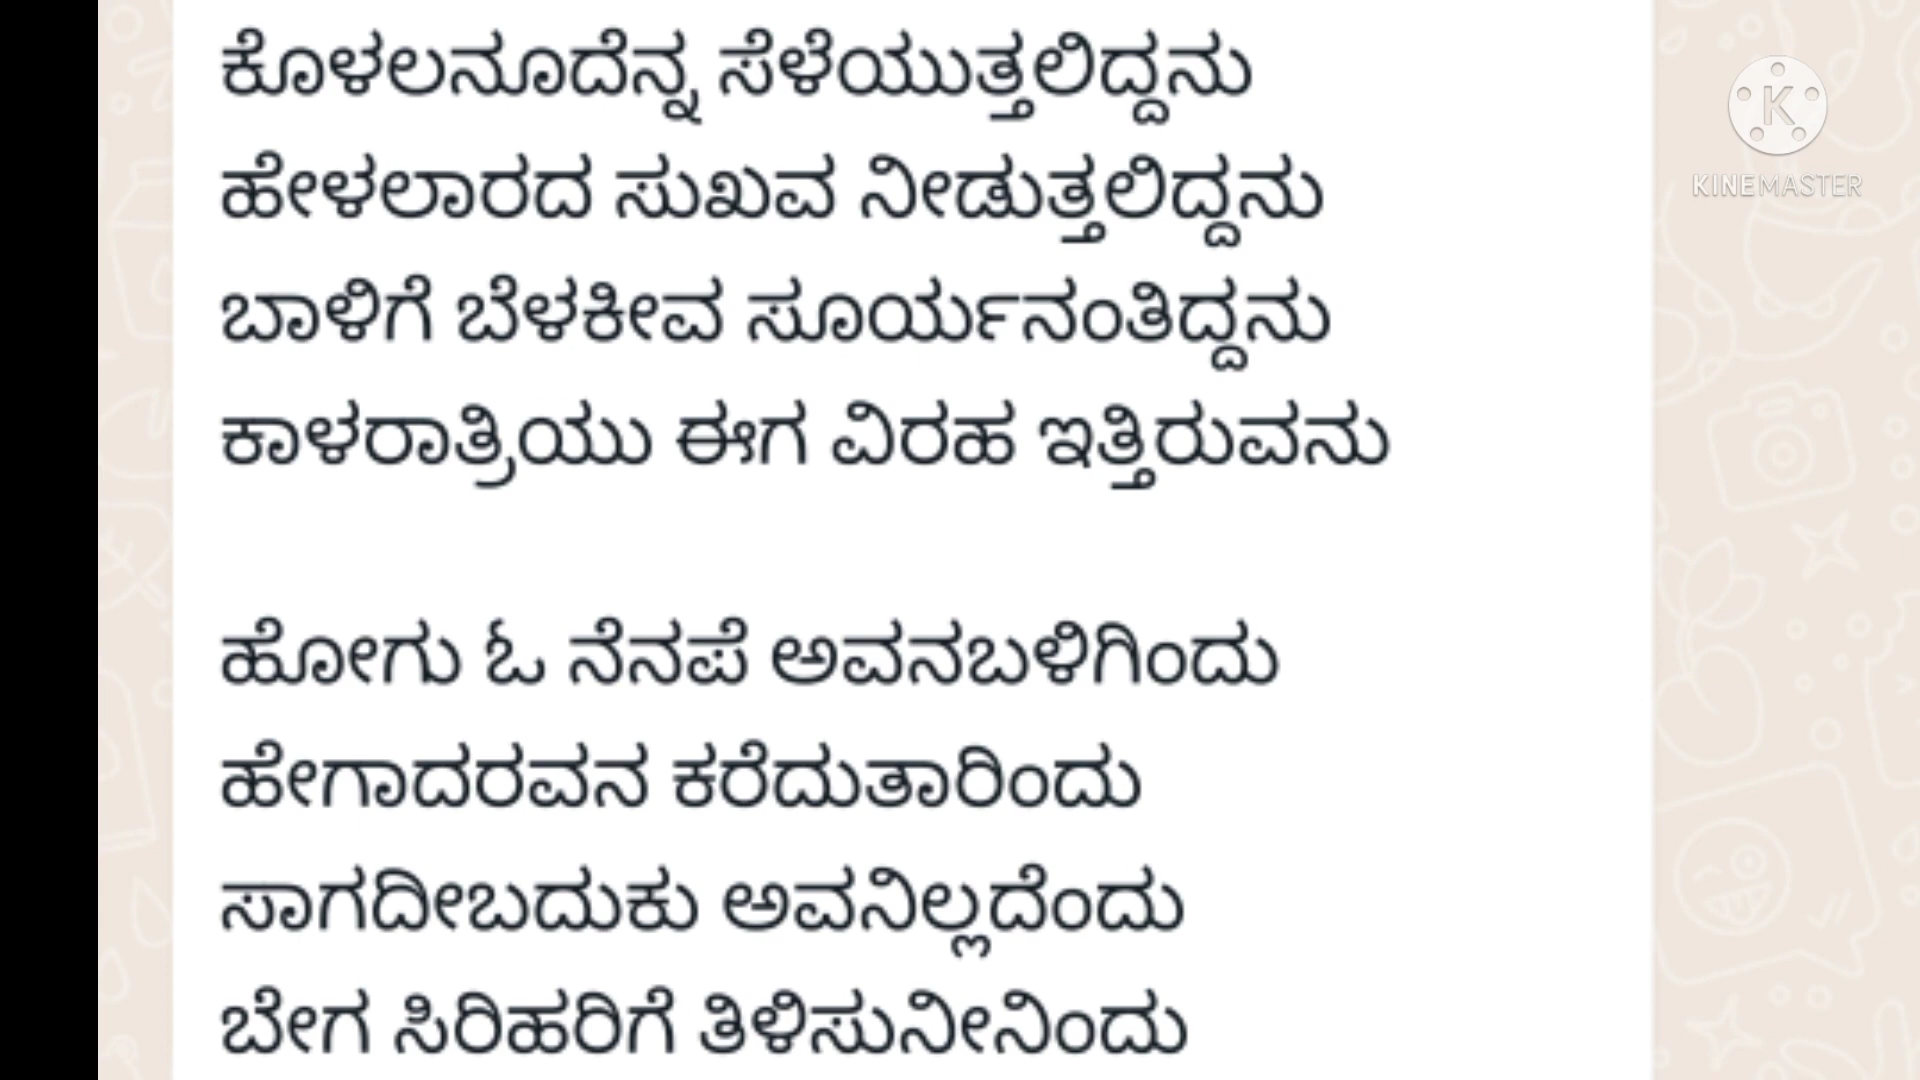 ಕೊಳಲನೂದೆನ್ನ ಸೆಳೆಯುತ್ತಲಿದ್ದನು
ಹೇಳಲಾರದ ಸುಖವ ನೀಡುತ್ತಲಿದ್ದನು
ಬಾಳಿಗೆ ಬೆಳಕೀವ ಸೂರ್ಯನಂತಿದ್ದನು
ಕಾಳರಾತ್ರಿಯು ಈಗ ವಿರಹ ಇತ್ತಿರುವನು
ಹೋಗು ಓ ನೆನಪೆ ಅವನಬಳಿಗಿಂದು
ಹೇಗಾದರವನ ಕರೆದುತಾರಿಂದು
ಸಾಗದೀಬದುಕು ಅವನಿಲ್ಲದೆಂದು
ಬೇಗ ಸಿರಿಹರಿಗೆ ತಿಳಿಸುನೀನಿಂದು
K
KINEMASTER